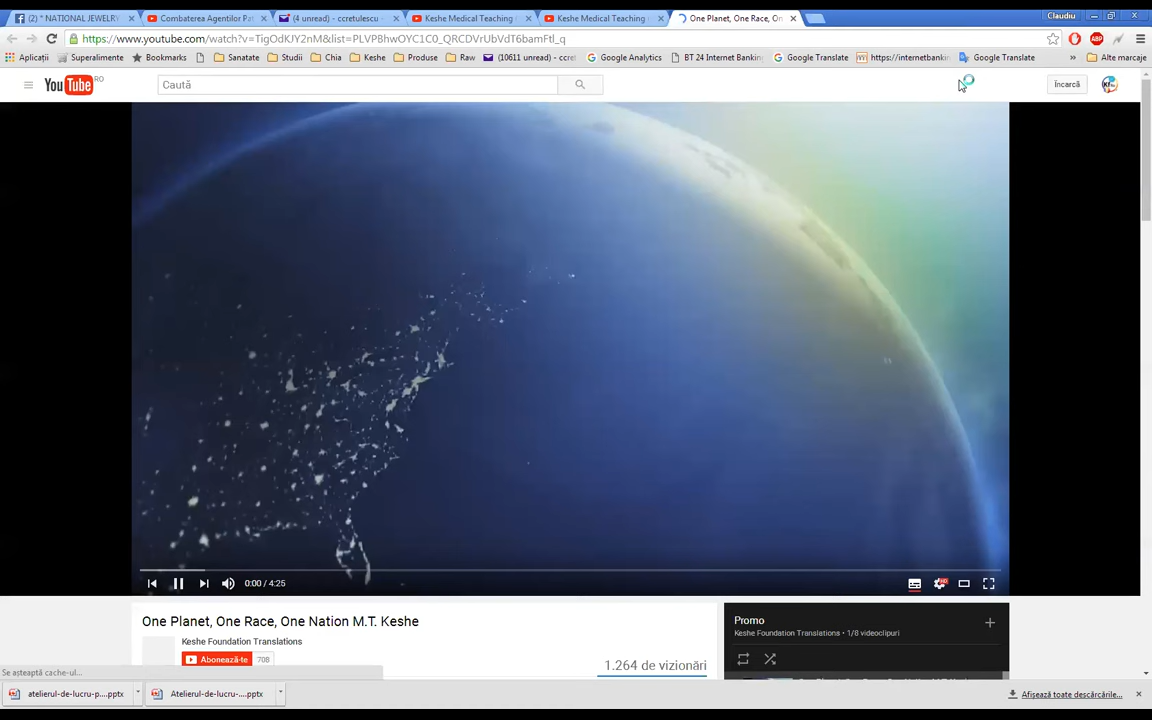 (2) * NATIONAL JEWELRY
Combaterea Agentilor Pat
(4 unread) - ccretulescu
Keshe Medical Teaching
Keshe Medical Teaching
One Planet, One Race, On
Claudiu
https://www.youtube.com/watch?v=TigOdKJY2nM&list=PLVPBhwOYC1C0_QRCDVrUbVdT6bamFtl_q
ABP
Aplicații
Superalimente
Bookmarks
Sanatate
Studii
Chia
Keshe
Produse
Raw
(10611 unread) - ccret
Google Analytics
BT 24 Internet Banking
Google Translate
https://internetbankin
Google Translate
»
Alte marcaje
YouTube RO
Caută
Încarcă
0:00 / 4:25
HD
One Planet, One Race, One Nation M.T. Keshe
Keshe Foundation Translations
Abonează-te 708
1.264 de vizionări
Promo
Keshe Foundation Translations • 1/8 videoclipuri
Se așteaptă cache-ul...
atelierul-de-lucru-p....pptx
Atelierul-de-lucru-....pptx
Afișează toate descărcările...